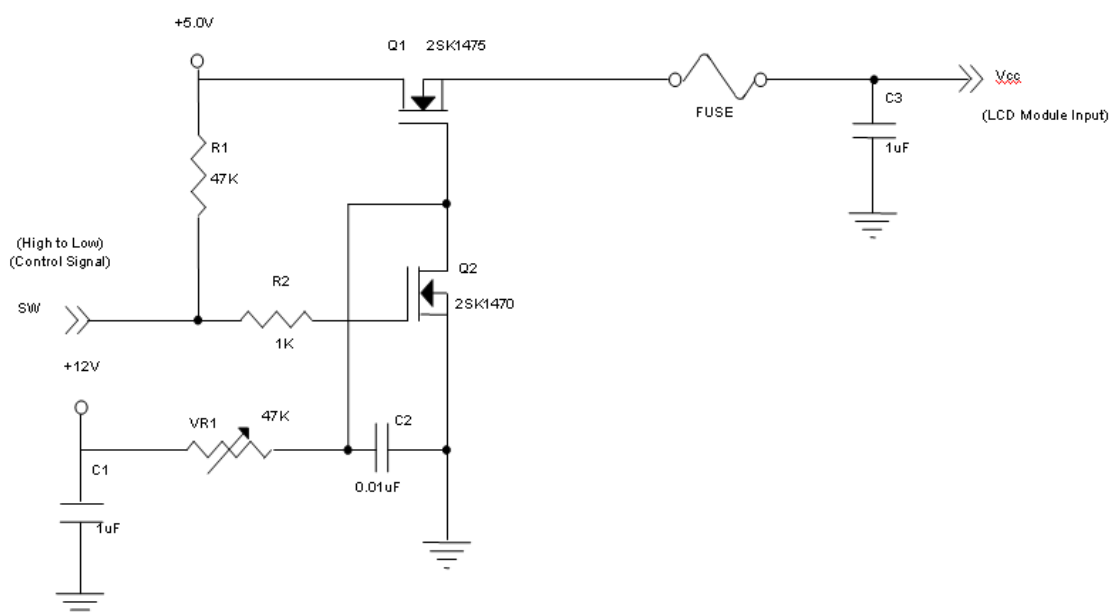 +5.0V
Q1 2SK1475
Vcc
FUSE
C3
(LCD Module Input)
1uF
R1
47K
(High to Low)
(Control Signal)
R2
Q2
SW
2SK1470
1K
+12V
VR1
47K
C2
C1
0.01uF
1uF